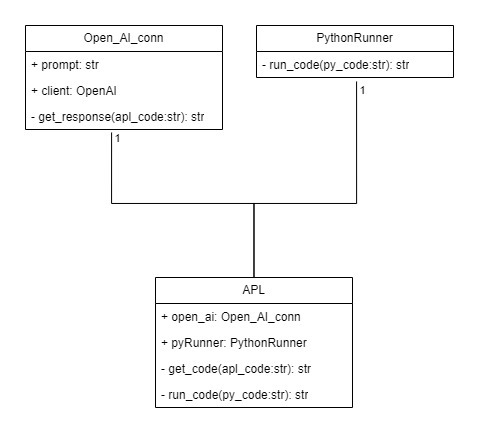 Open_AI_conn
+ prompt: str
+ client: OpenAI
- get_response(apl_code:str): str
1
PythonRunner
- run_code(py_code:str): str
1
APL
+ open_ai: Open_AI_conn
+ pyRunner: PythonRunner
- get_code(apl_code:str): str
- run_code(py_code:str): str